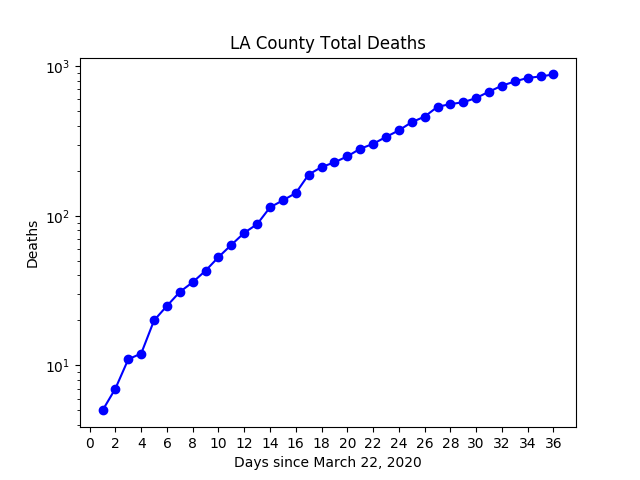 LA County Total Deaths
10³
10²
10¹
Deaths
0 2 4 6 8 10 12 14 16 18 20 22 24 26 28 30 32 34 36
Days since March 22, 2020